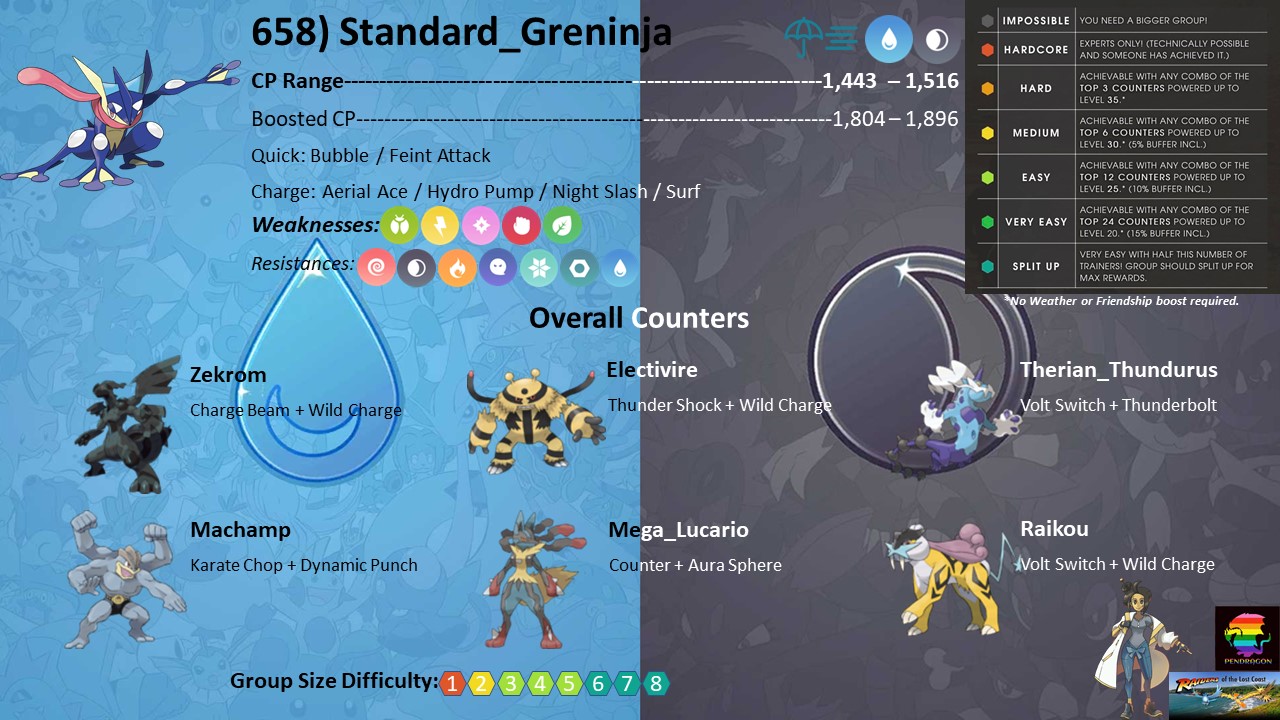 658) Standard_Greninja
CP Range--------------------------------------------------------------------1,443 – 1,516
Boosted CP--------------------------------------------------------------------1,804 – 1,896
Quick: Bubble / Feint Attack
Charge: Aerial Ace / Hydro Pump / Night Slash / Surf
Weaknesses:
Resistances:
IMPOSSIBLE YOU NEED A BIGGER GROUP!
HARDCORE EXPERTS ONLY! (TECHNICALLY POSSIBLE
AND SOMEONE HAS ACHIEVED IT.)
HARD ACHIEVABLE WITH ANY COMBO OF THE
TOP 3 COUNTERS POWERED UP TO
LEVEL 35.*
MEDIUM ACHIEVABLE WITH ANY COMBO OF THE
TOP 6 COUNTERS POWERED UP TO
LEVEL 30.* (5% BUFFER INCL.)
EASY ACHIEVABLE WITH ANY COMBO OF THE
TOP 12 COUNTERS POWERED UP TO
LEVEL 25.* (10% BUFFER INCL.)
VERY EASY ACHIEVABLE WITH ANY COMBO OF THE
TOP 24 COUNTERS POWERED UP TO
LEVEL 20.* (15% BUFFER INCL.)
SPLIT UP VERY EASY WITH HALF THIS NUMBER OF
TRAINERS! GROUP SHOULD SPLIT UP FOR
MAX REWARDS.
*No Weather or Friendship boost required.
Overall Counters
Zekrom
Charge Beam + Wild Charge
Electivire
Thunder Shock + Wild Charge
Therian_Thundurus
Volt Switch + Thunderbolt
Machamp
Karate Chop + Dynamic Punch
Mega_Lucario
Counter + Aura Sphere
Raikou
Volt Switch + Wild Charge
Group Size Difficulty: 1 2 3 4 5 6 7 8
PENDRAGON
RAIDERS of the Lost Coast